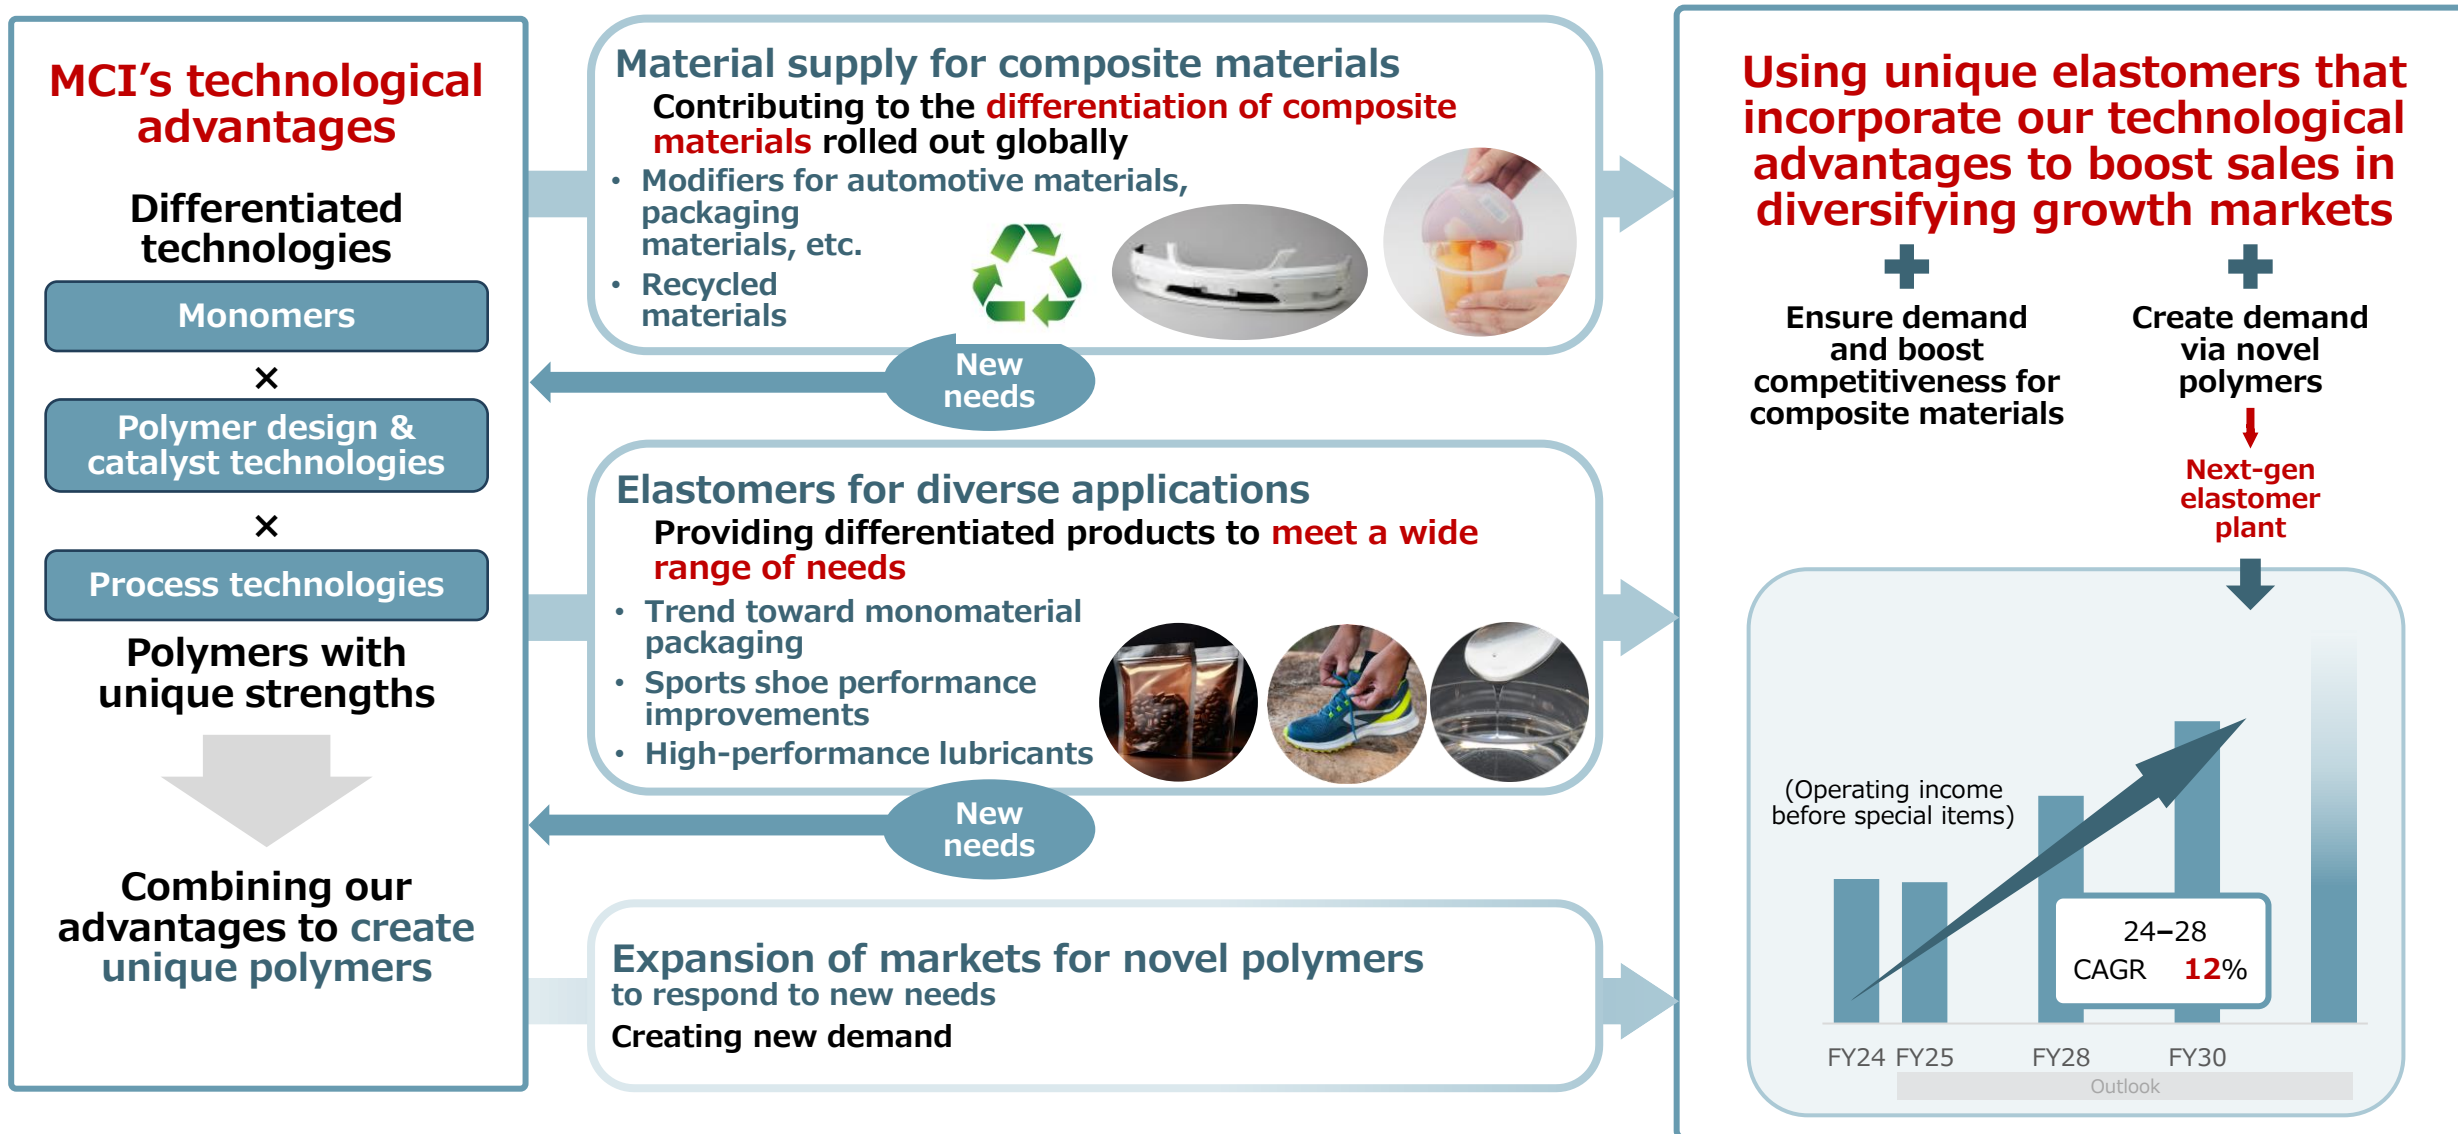 MCI’s technological
advantages
Differentiated
technologies
Monomers
×
Polymer design &
catalyst technologies
×
Process technologies
Polymers with
unique strengths
Combining our
advantages to create
unique polymers
Material supply for composite materials
Contributing to the differentiation of composite
materials rolled out globally
• Modifiers for automotive materials,
packaging
materials, etc.
• Recycled
materials
New
needs
Elastomers for diverse applications
Providing differentiated products to meet a wide
range of needs
• Trend toward monomaterial
packaging
• Sports shoe performance
improvements
• High-performance lubricants
New
needs
Expansion of markets for novel polymers
to respond to new needs
Creating new demand
Using unique elastomers that
incorporate our technological
advantages to boost sales in
diversifying growth markets
Ensure demand
and boost
competitiveness for
composite materials
Create demand
via novel
polymers
Next-gen
elastomer
plant
(Operating income
before special items)
24–28
CAGR 12%
FY24 FY25 FY28 FY30
Outlook